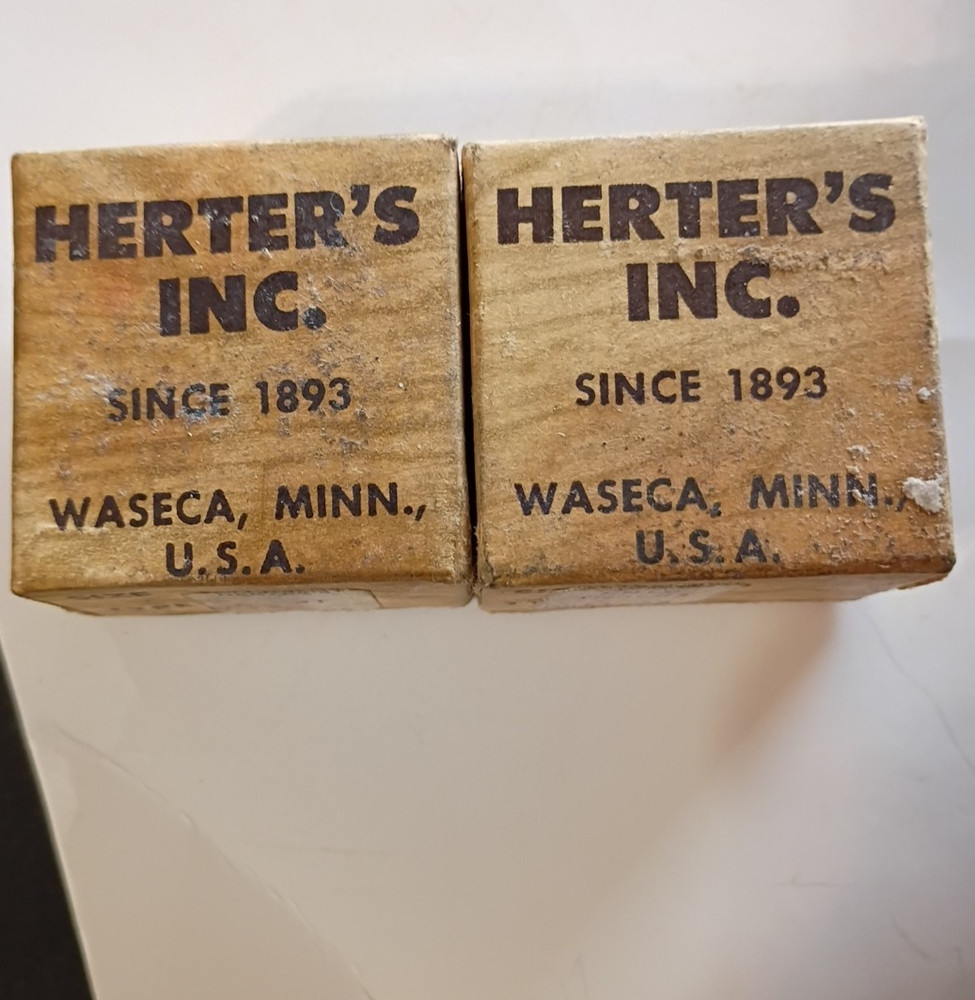 HERTER'S
INC.
SINCE 1893
WASECA, MINN.,
U.S.A.
HERTER'S
INC.
SINCE 1893
WASECA, MINN.,
U.S.A.